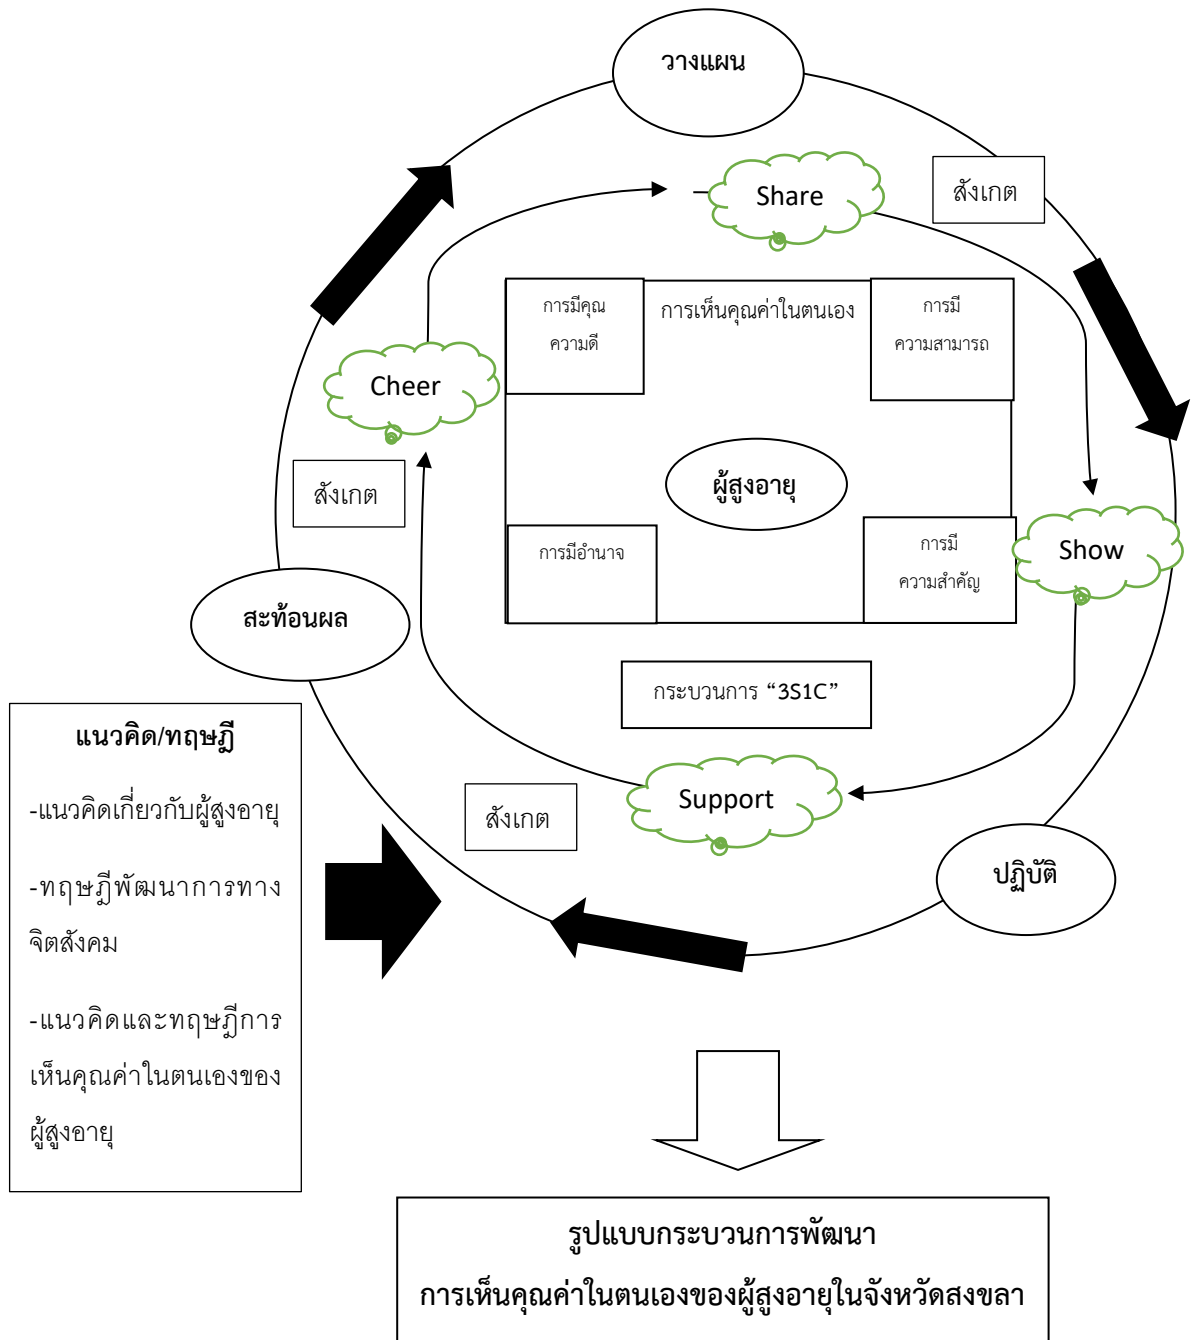 วางแผน
Share
สังเกต
การมีคุณ
ความดี
การเห็นคุณค่าในตนเอง
การมี
ความสามารถ
Cheer
สังเกต
ผู้สูงอายุ
การมีอำนาจ
การมี
ความสำคัญ
Show
สะท้อนผล
กระบวนการ “3S1C”
Support
สังเกต
ปฏิบัติ
แนวคิด/ทฤษฎี
-แนวคิดเกี่ยวกับผู้สูงอายุ
-ทฤษฎีพัฒนาการทาง
จิตสังคม
-แนวคิดและทฤษฎีการ
เห็นคุณค่าในตนเองของ
ผู้สูงอายุ
รูปแบบกระบวนการพัฒนา
การเห็นคุณค่าในตนเองของผู้สูงอายุในจังหวัดสงขลา